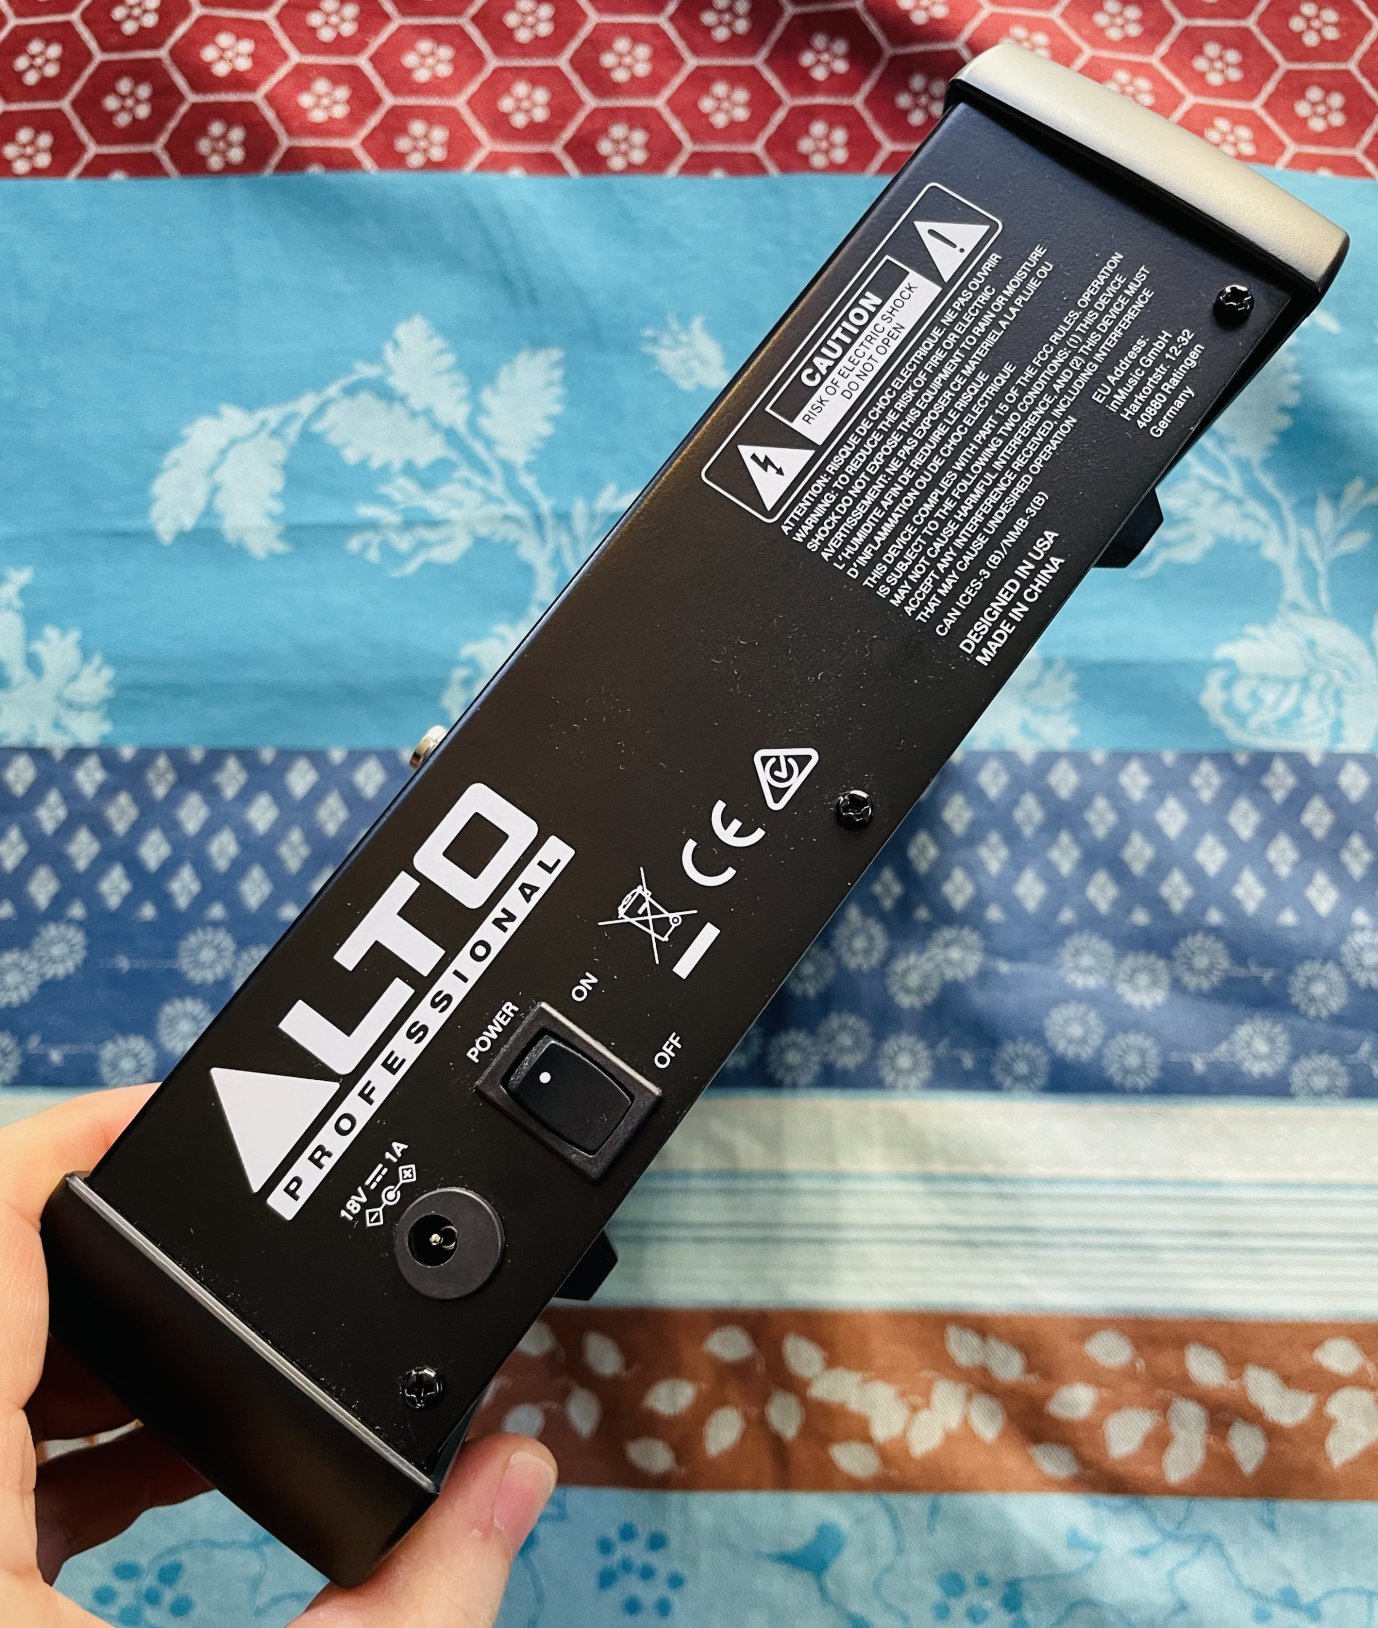 CAUTION
RISK OF ELECTRIC SHOCK
DO NOT OPEN
ATTENTION: RISQUE DE CHOC ELECTRIQUE. NE PAS OUVRIR
WARNING: TO REDUCE THE RISK OF FIRE OR ELECTRIC
SHOCK DO NOT EXPOSE THIS EQUIPMENT TO RAIN OR MOISTURE
AVERTISSEMENT: NE PAS EXPOSER CE MATERIEL A LA PLUIE OU
L'HUMIDITE AFIN DE REDUIRE LE RISQUE
D'INFLAMMATION OU DE CHOC ELECTRIQUE
THIS DEVICE COMPLIES WITH PART 15 OF THE FCC RULES. OPERATION
IS SUBJECT TO THE FOLLOWING TWO CONDITIONS: (1) THIS DEVICE
MAY NOT CAUSE HARMFUL INTERFERENCE, AND (2) THIS DEVICE MUST
ACCEPT ANY INTERFERENCE RECEIVED, INCLUDING INTERFERENCE
THAT MAY CAUSE UNDESIRED OPERATION
CAN ICES-3 (B)/NMB-3(B)
DESIGNED IN USA
MADE IN CHINA
EU Address:
inMusic GmbH
Harkortstr. 12-32
40880 Ratingen
Germany
CE
ALTO
PROFESSIONAL
POWER
ON
OFF
18V ⎓ 1A